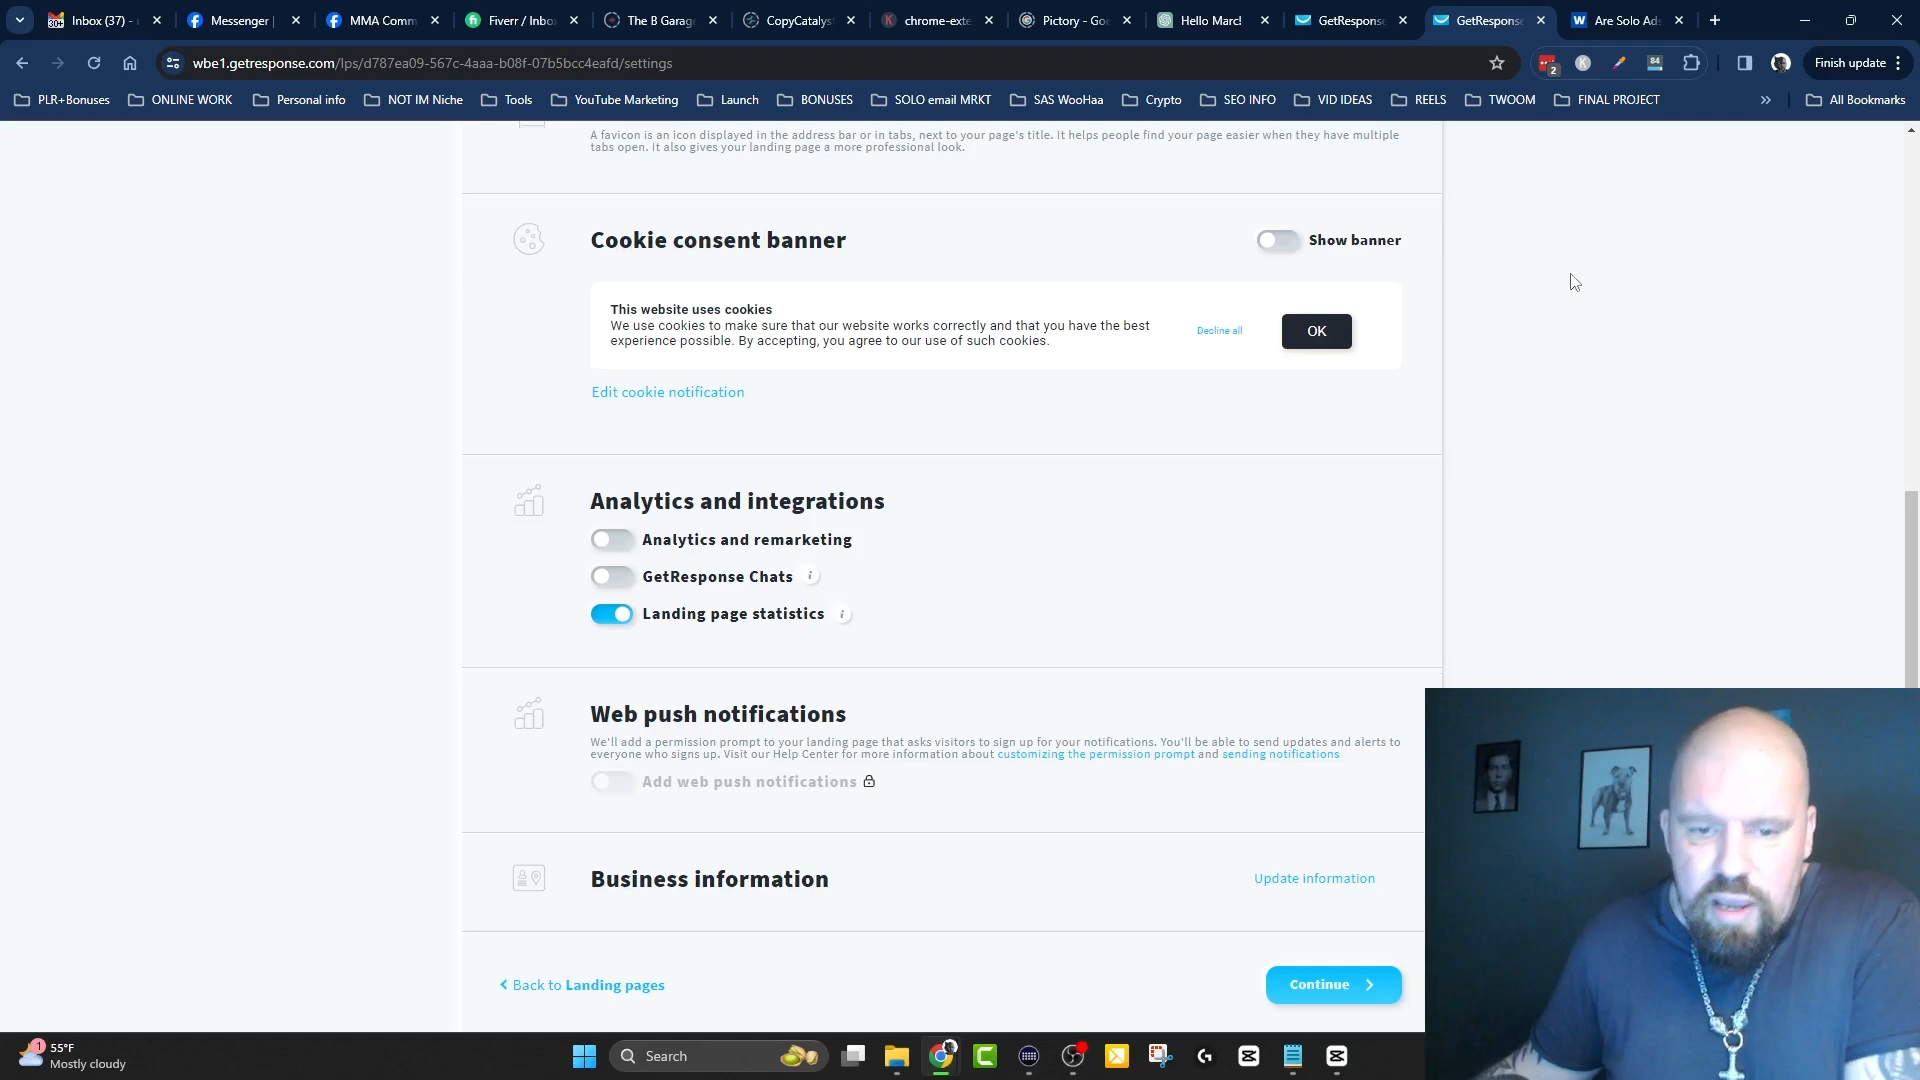 Inbox (37) -
Messenger |
MMA Comm
Fiverr / Inbo
The B Garag
CopyCatalys
chrome-exte
Pictory - Go
Hello Marc!
GetRespons
GetRespons
Are Solo Ad
wbe1.getresponse.com/lps/d787ea09-567c-4aaa-b08f-07b5bcc4eafd/settings
2
84
Finish update
PLR+Bonuses
ONLINE WORK
Personal info
NOT IM Niche
Tools
YouTube Marketing
Launch
BONUSES
SOLO email MRKT
SAS WooHaa
Crypto
SEO INFO
VID IDEAS
REELS
TWOOM
FINAL PROJECT
All Bookmarks
A favicon is an icon displayed in the address bar or in tabs, next to your page's title. It helps people find your page easier when they have multiple
tabs open. It also gives your landing page a more professional look.
Cookie consent banner
Show banner
This website uses cookies
We use cookies to make sure that our website works correctly and that you have the best
experience possible. By accepting, you agree to our use of such cookies.
Decline all
OK
Edit cookie notification
Analytics and integrations
Analytics and remarketing
GetResponse Chats
Landing page statistics
Web push notifications
We'll add a permission prompt to your landing page that asks visitors to sign up for your notifications. You'll be able to send updates and alerts to
everyone who signs up. Visit our Help Center for more information about customizing the permission prompt and sending notifications
Add web push notifications
Business information
Update information
Back to Landing pages
Continue
1
55°F
Mostly cloudy
Search